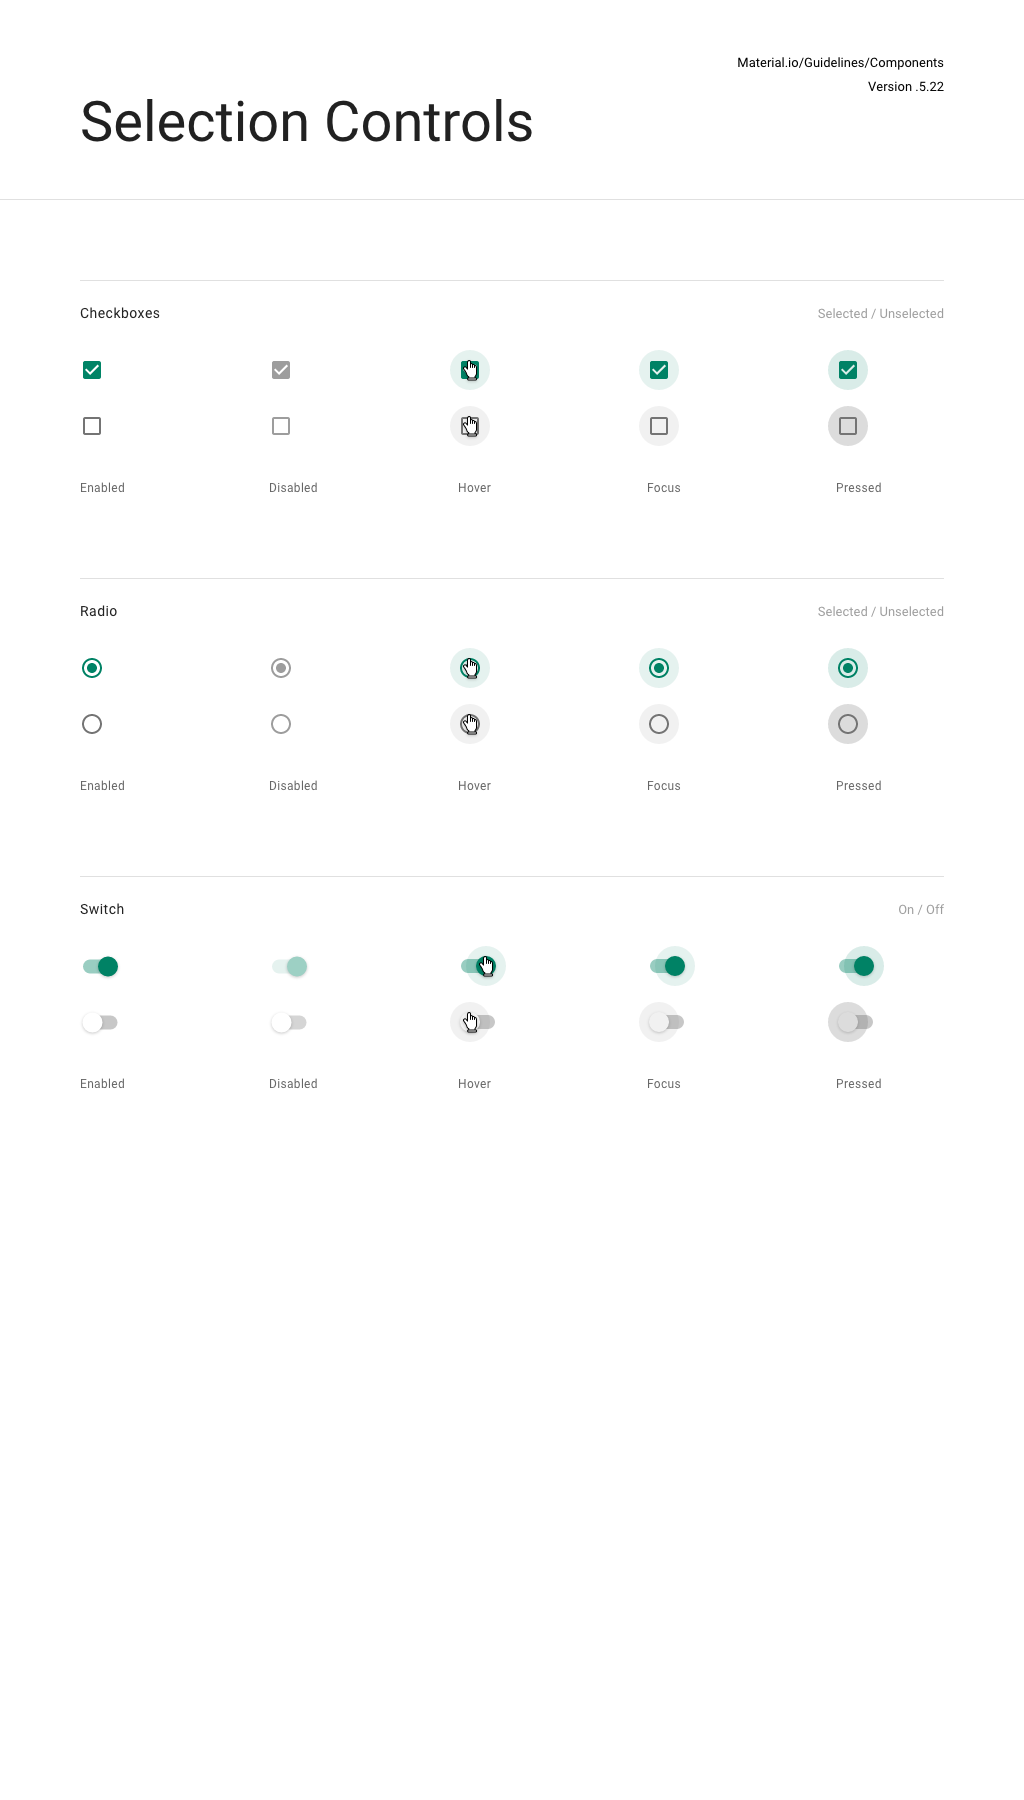 Material.io/Guidelines/Components
Version .5.22
Selection Controls
Checkboxes
Selected / Unselected
Enabled
Disabled
Hover
Focus
Pressed
Radio
Selected / Unselected
Enabled
Disabled
Hover
Focus
Pressed
Switch
On / Off
Enabled
Disabled
Hover
Focus
Pressed